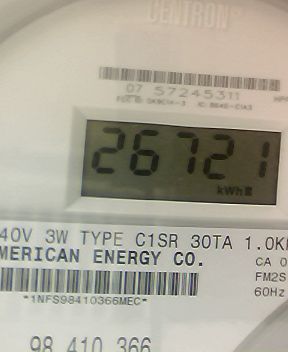 CENTRON
07 57245311
26721
kWh
40V 3W TYPE C1SR 30TA 1.0K
MERICAN ENERGY CO.
CA 0
FM2S
*1NFS98410366MEC*
60Hz
98 410 366